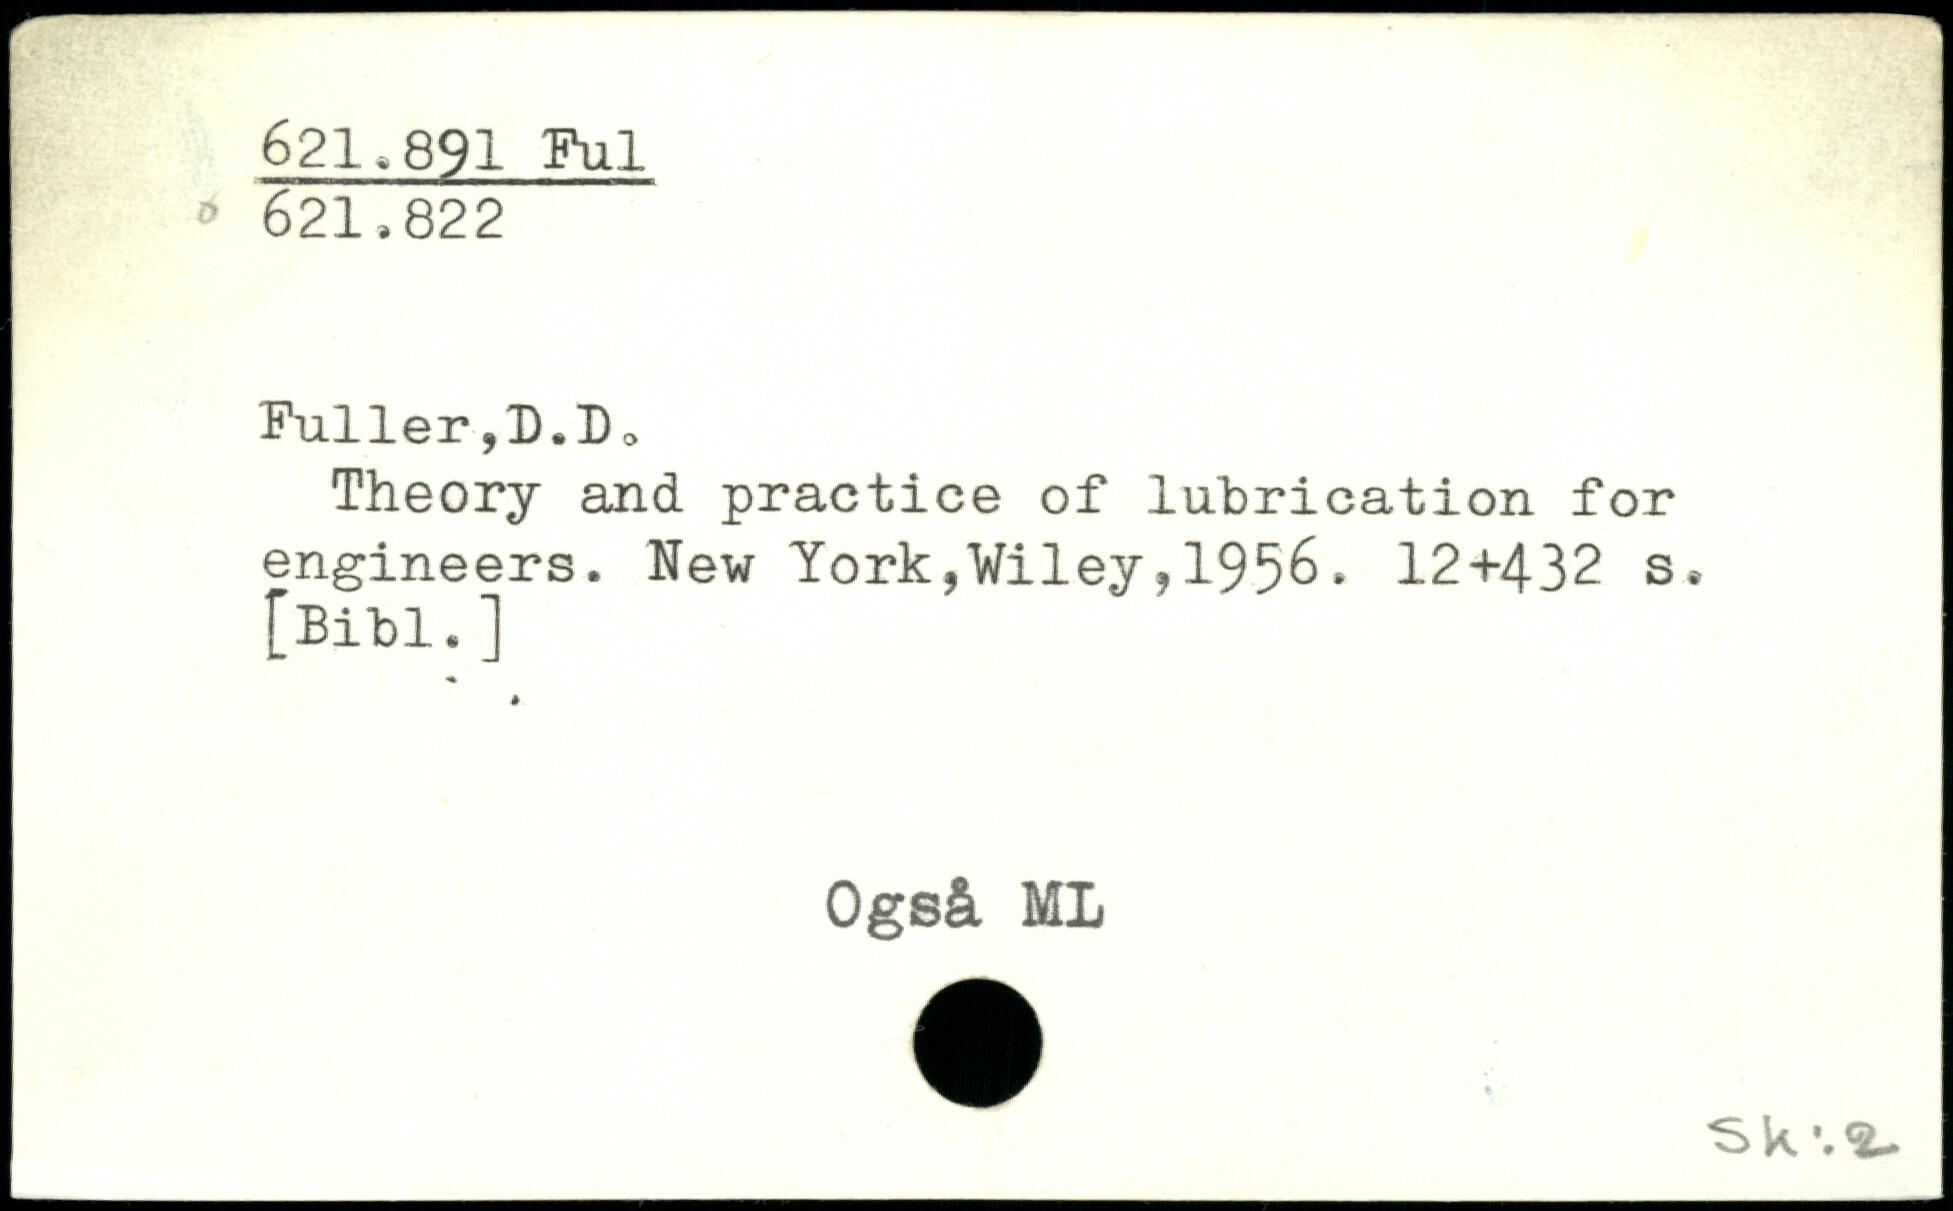 621.891 Ful
621.822
Fuller,D.D.
Theory and practice of lubrication for
engineers. New York,Wiley,1956. 12+432 s.
[Bibl.]
Også ML
Sk:2